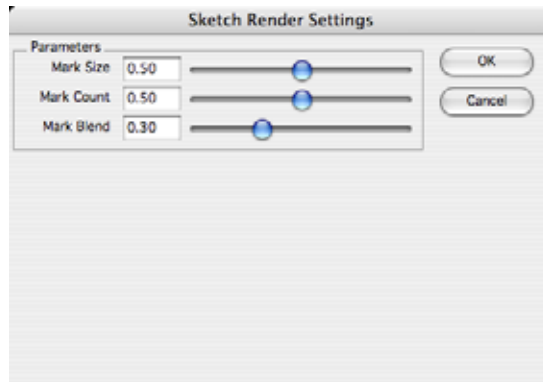 Sketch Render Settings
Parameters
Mark Size 0.50
Mark Count 0.50
Mark Blend 0.30
OK
Cancel